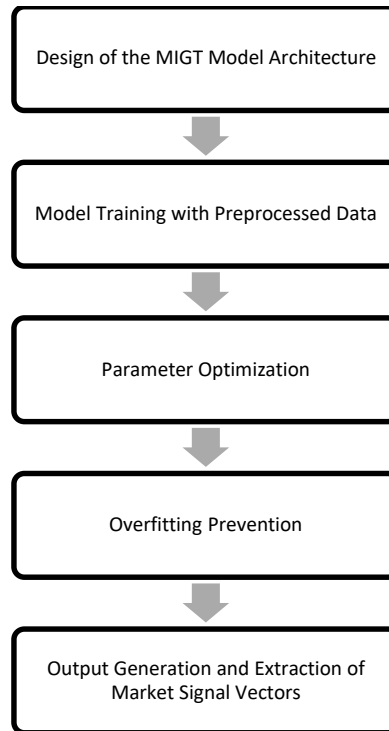 Design of the MIGT Model Architecture
Model Training with Preprocessed Data
Parameter Optimization
Overfitting Prevention
Output Generation and Extraction of
Market Signal Vectors